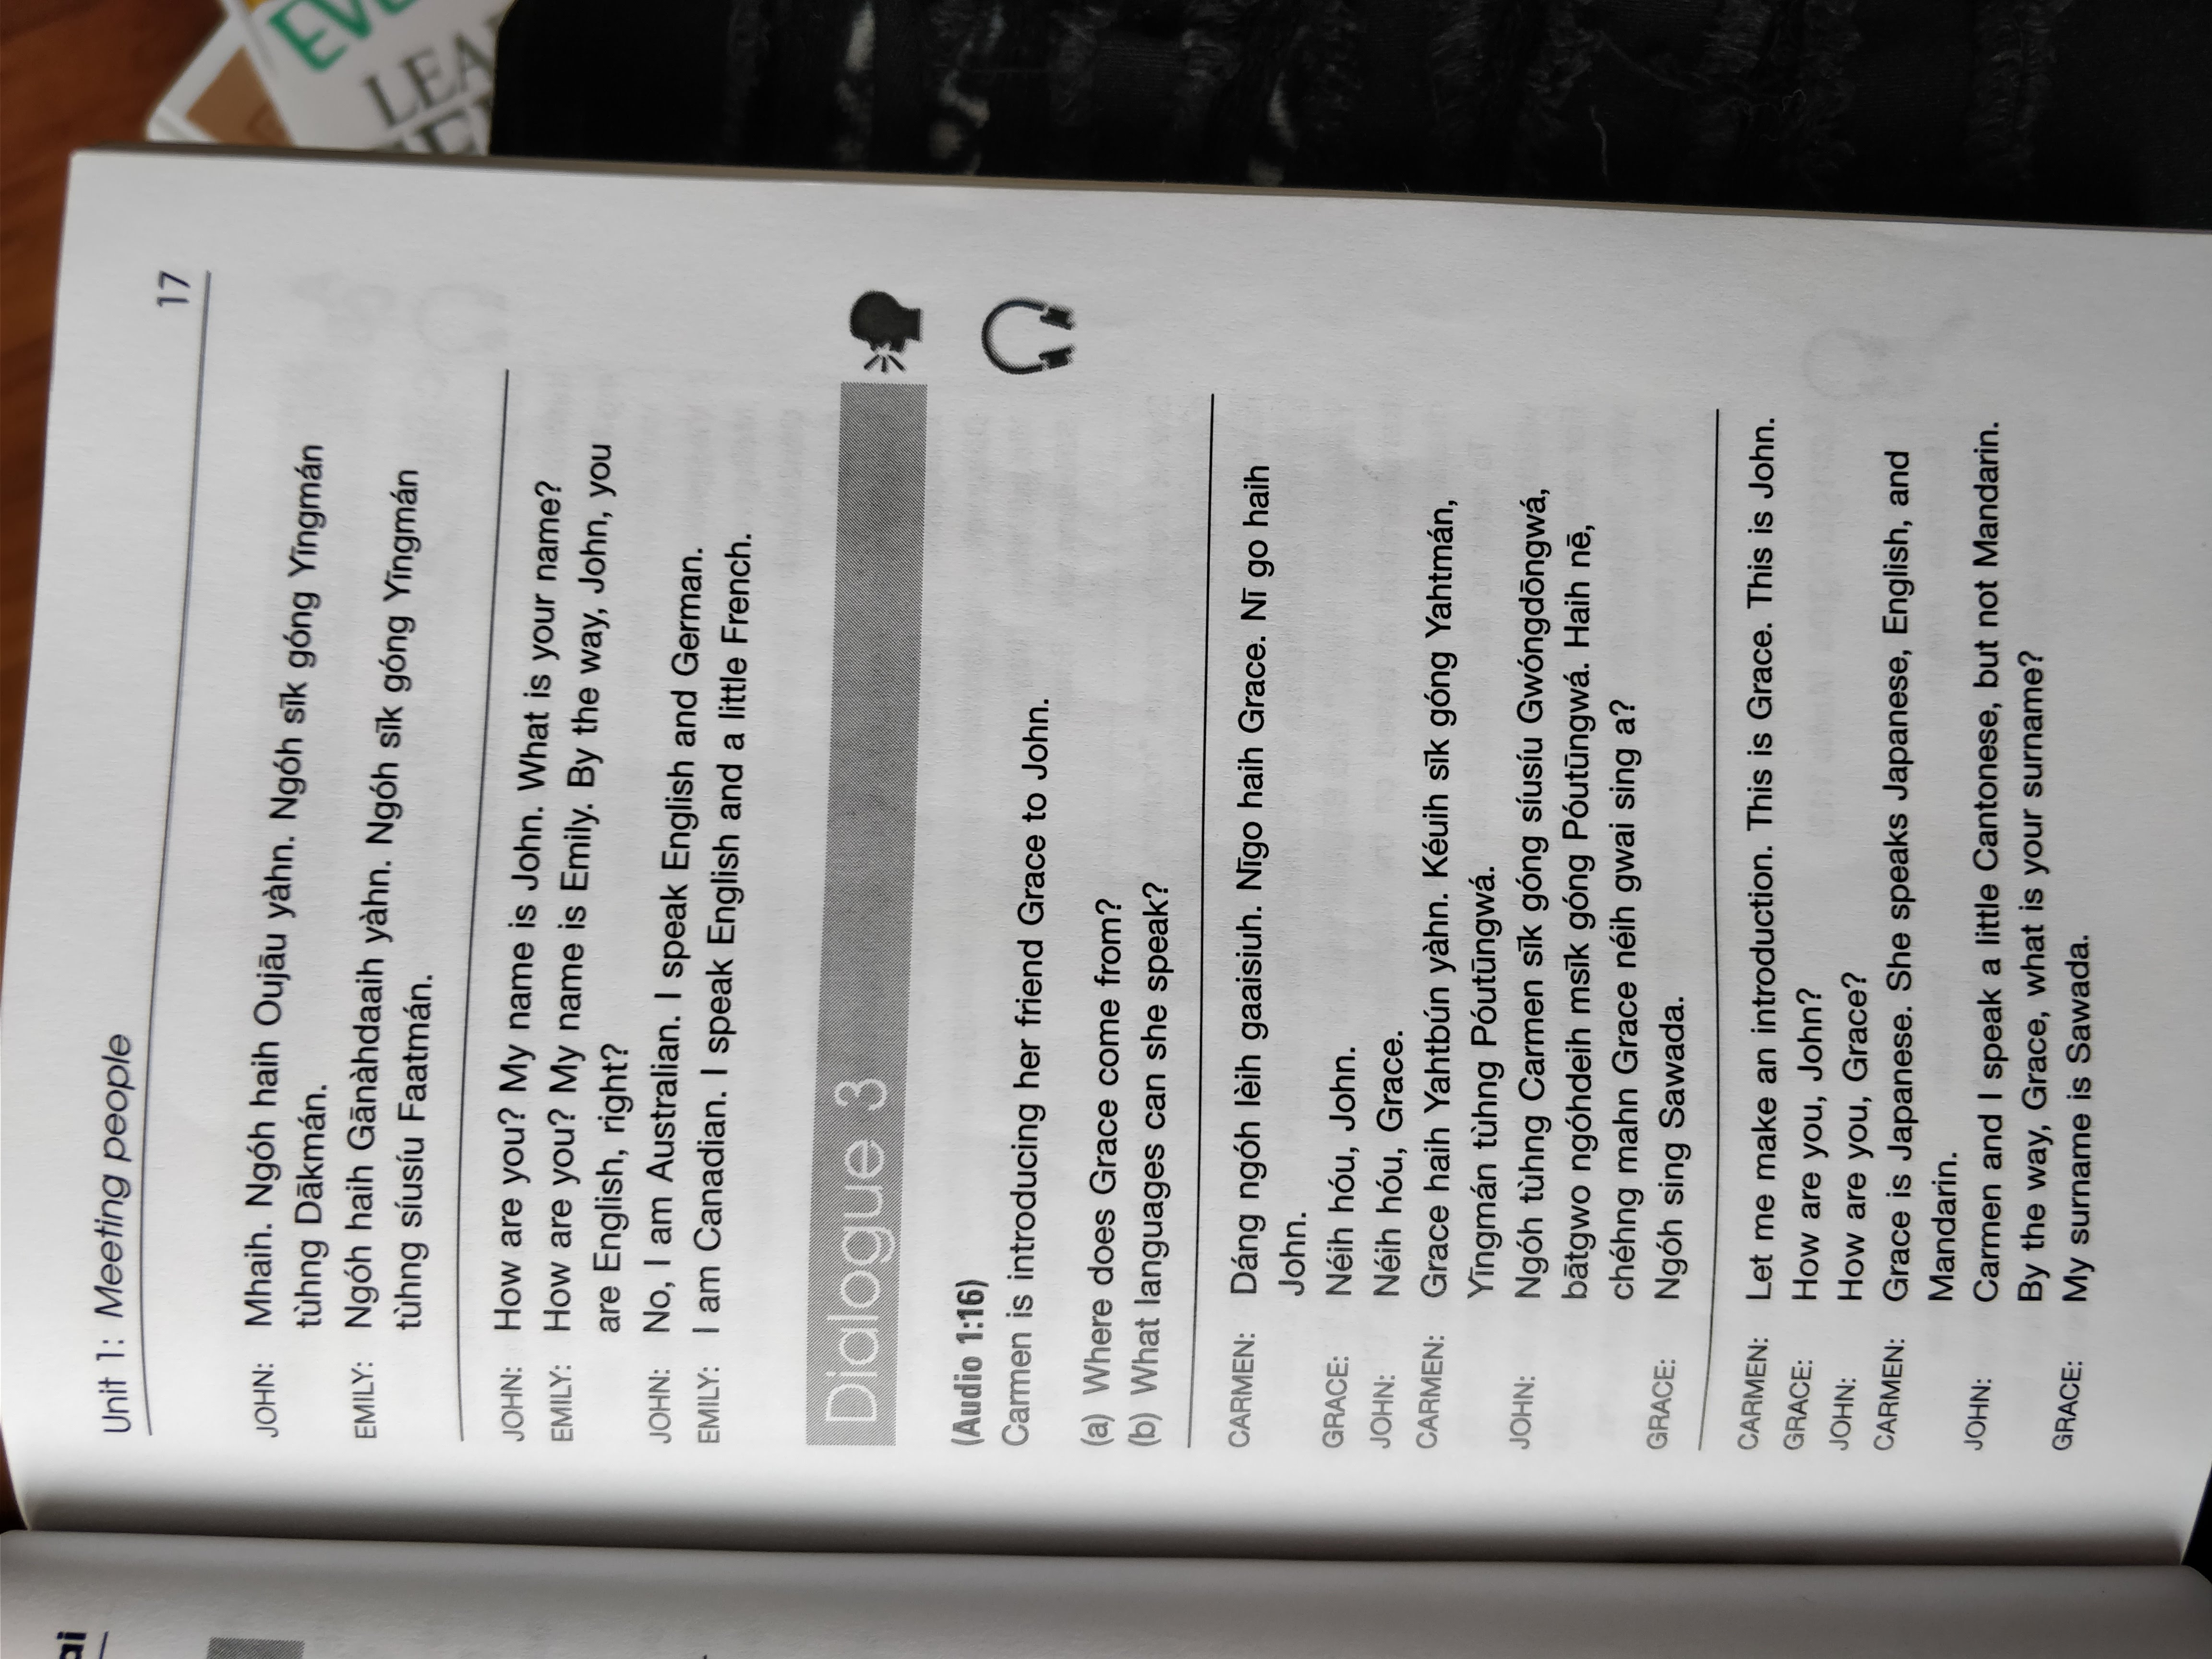 EV
LEA
Unit 1: Meeting people 17
JOHN: Mhaih. Ngóh haih Oujāu yàhn. Ngóh sīk góng Yīngmán
tùhng Dākmán.
EMILY: Ngóh haih Gānàhdaaih yàhn. Ngóh sīk góng Yīngmán
tùhng síusíu Faatmán.
JOHN: How are you? My name is John. What is your name?
EMILY: How are you? My name is Emily. By the way, John, you
are English, right?
JOHN: No, I am Australian. I speak English and German.
EMILY: I am Canadian. I speak English and a little French.
Dialogue 3
(Audio 1:16)
Carmen is introducing her friend Grace to John.
(a) Where does Grace come from?
(b) What languages can she speak?
CARMEN: Dáng ngóh lèih gaaisiuh. Nīgo haih Grace. Nī go haih
John.
GRACE: Néih hóu, John.
JOHN: Néih hóu, Grace.
CARMEN: Grace haih Yahtbún yàhn. Kéuih sīk góng Yahtmán,
Yīngmán tùhng Póutūngwá.
JOHN: Ngóh tùhng Carmen sīk góng síusíu Gwóngdōngwá,
bātgwo ngóhdeih msīk góng Póutūngwá. Haih nē,
chéhng mahn Grace néih gwai sing a?
GRACE: Ngóh sing Sawada.
CARMEN: Let me make an introduction. This is Grace. This is John.
GRACE: How are you, John?
JOHN: How are you, Grace?
CARMEN: Grace is Japanese. She speaks Japanese, English, and
Mandarin.
JOHN: Carmen and I speak a little Cantonese, but not Mandarin.
By the way, Grace, what is your surname?
GRACE: My surname is Sawada.
ai